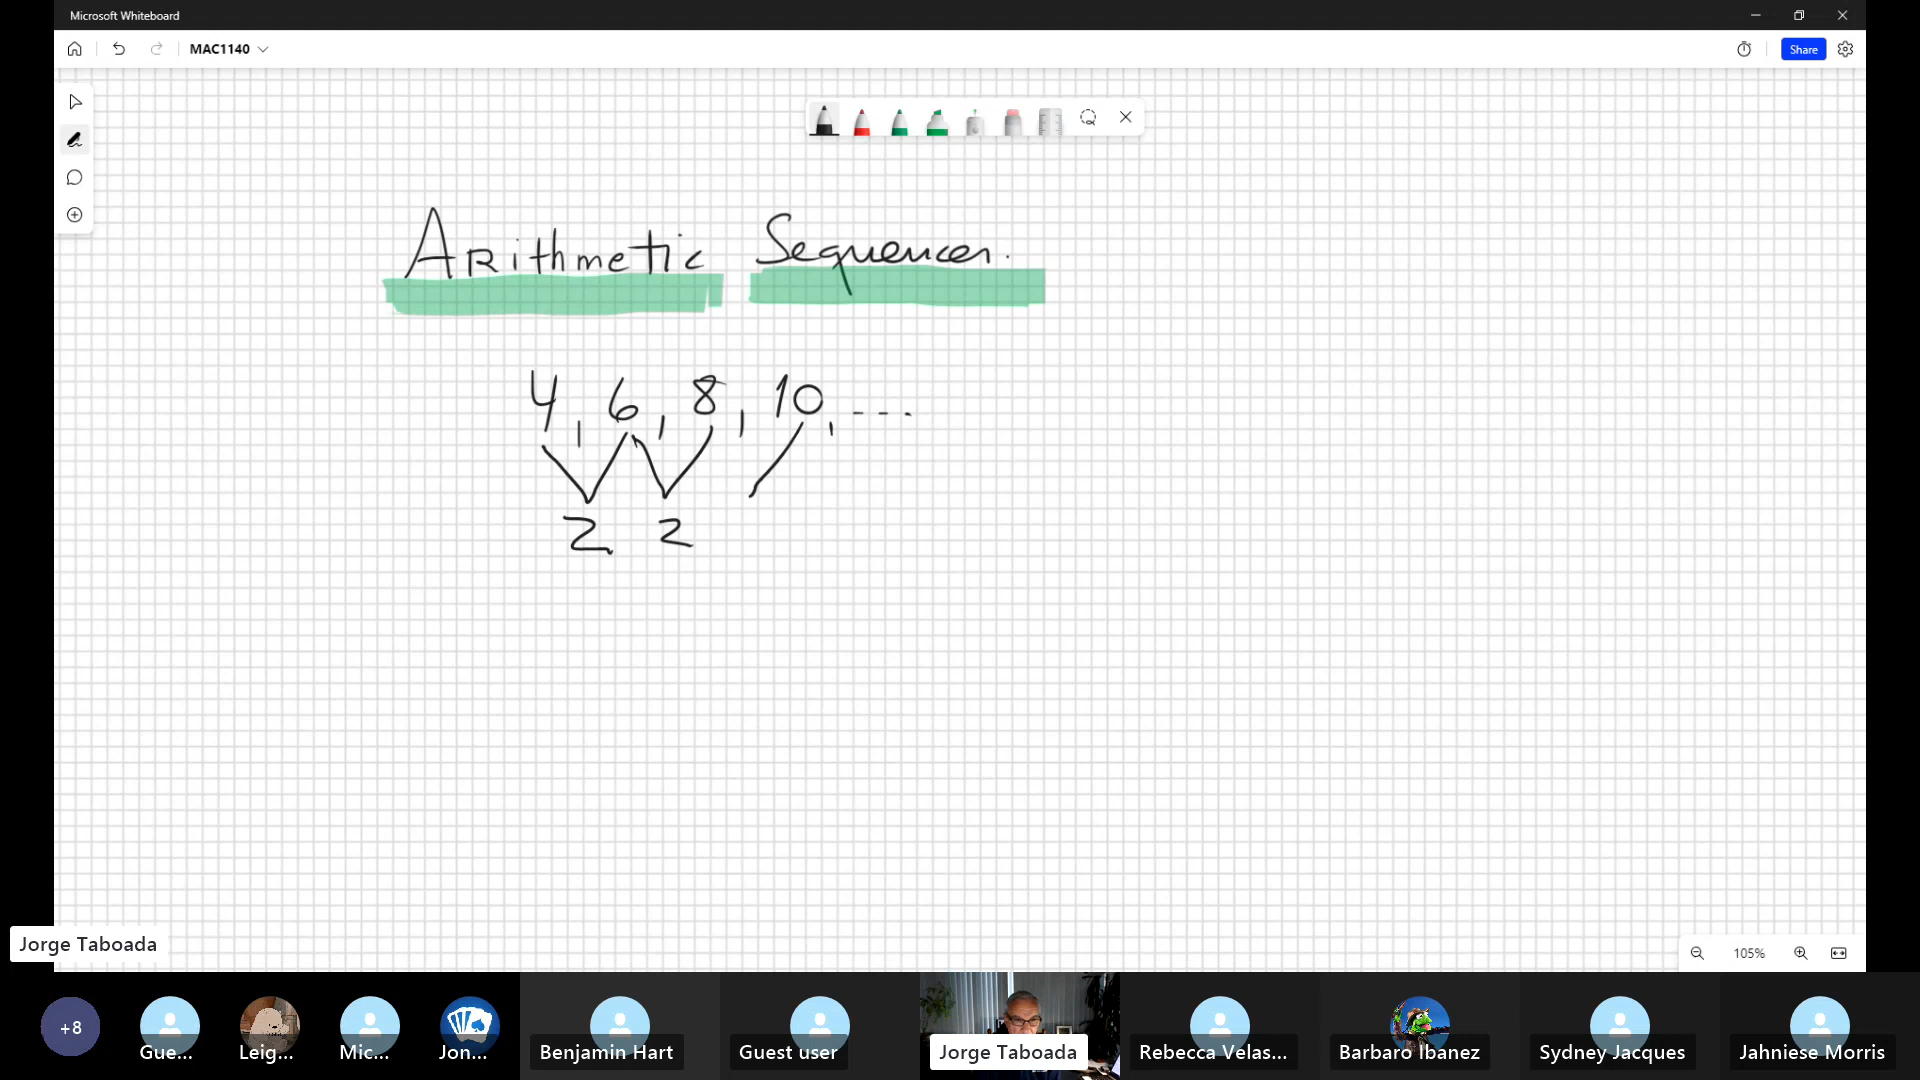 Microsoft Whiteboard
MAC1140
Share
Arithmetic Sequences.
4, 6, 8, 10, ---
2 2
Jorge Taboada
105%
+8
Gue... Leig... Mic... Jon... Benjamin Hart Guest user Jorge Taboada Rebecca Velas... Barbaro Ibanez Sydney Jacques Jahniese Morris